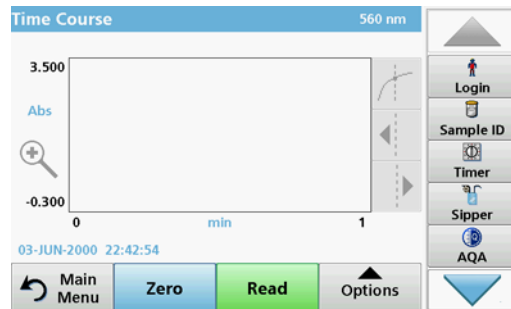 Time Course
560 nm
3.500
Abs
-0.300
0
min
1
03-JUN-2000 22:42:54
Main
Menu
Zero
Read
Options
Login
Sample ID
Timer
Sipper
AQA